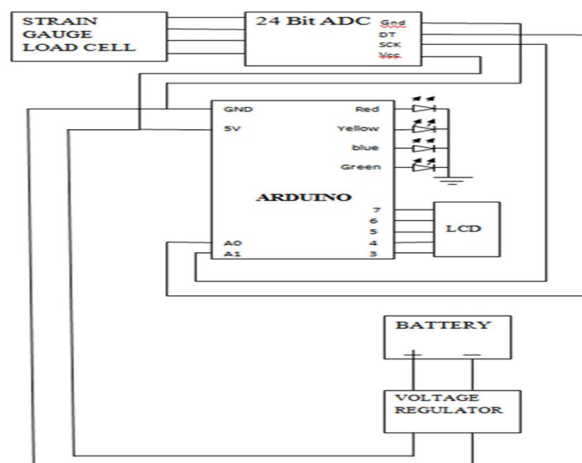 STRAIN
GAUGE
LOAD CELL
24 Bit ADC
Gnd
DT
SCK
Vcc
GND
5V
Red
Yellow
blue
Green
ARDUINO
7
6
5
4
3
A0
A1
LCD
BATTERY
+ −
VOLTAGE
REGULATOR